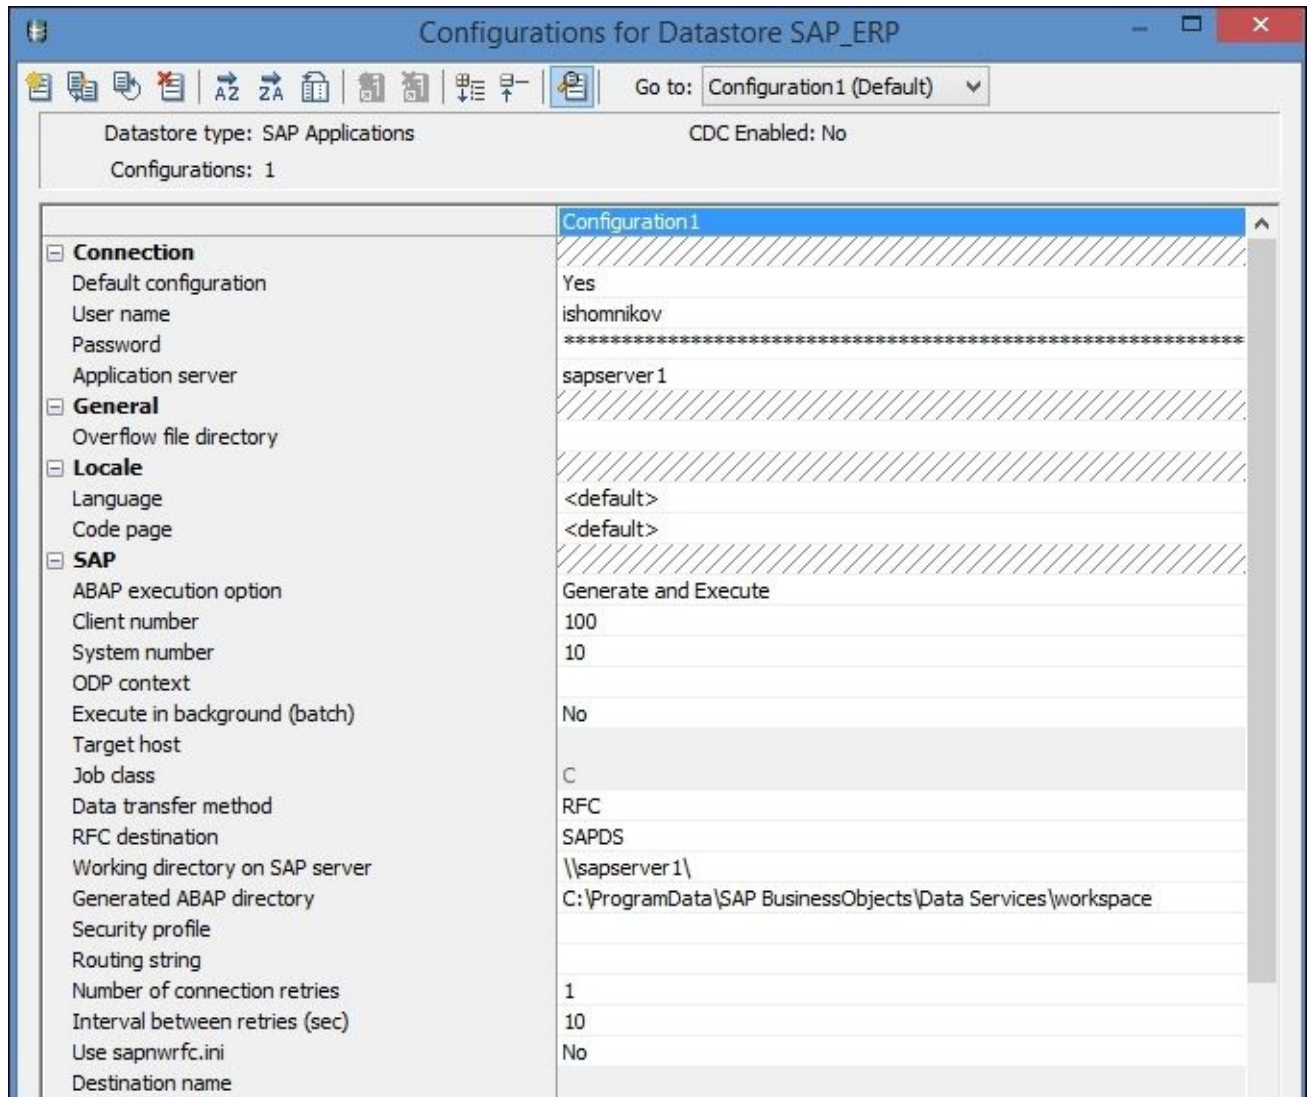 Configurations for Datastore SAP_ERP
Go to: Configuration1 (Default)
Datastore type: SAP Applications CDC Enabled: No
Configurations: 1
Configuration1
Connection
Default configuration Yes
User name ishomnikov
Password ********************************************************************
Application server sapserver1
General
Overflow file directory
Locale
Language <default>
Code page <default>
SAP
ABAP execution option Generate and Execute
Client number 100
System number 10
ODP context
Execute in background (batch) No
Target host
Job class C
Data transfer method RFC
RFC destination SAPDS
Working directory on SAP server \\sapserver1\
Generated ABAP directory C:\ProgramData\SAP BusinessObjects\Data Services\workspace
Security profile
Routing string
Number of connection retries 1
Interval between retries (sec) 10
Use sapnwrfc.ini No
Destination name